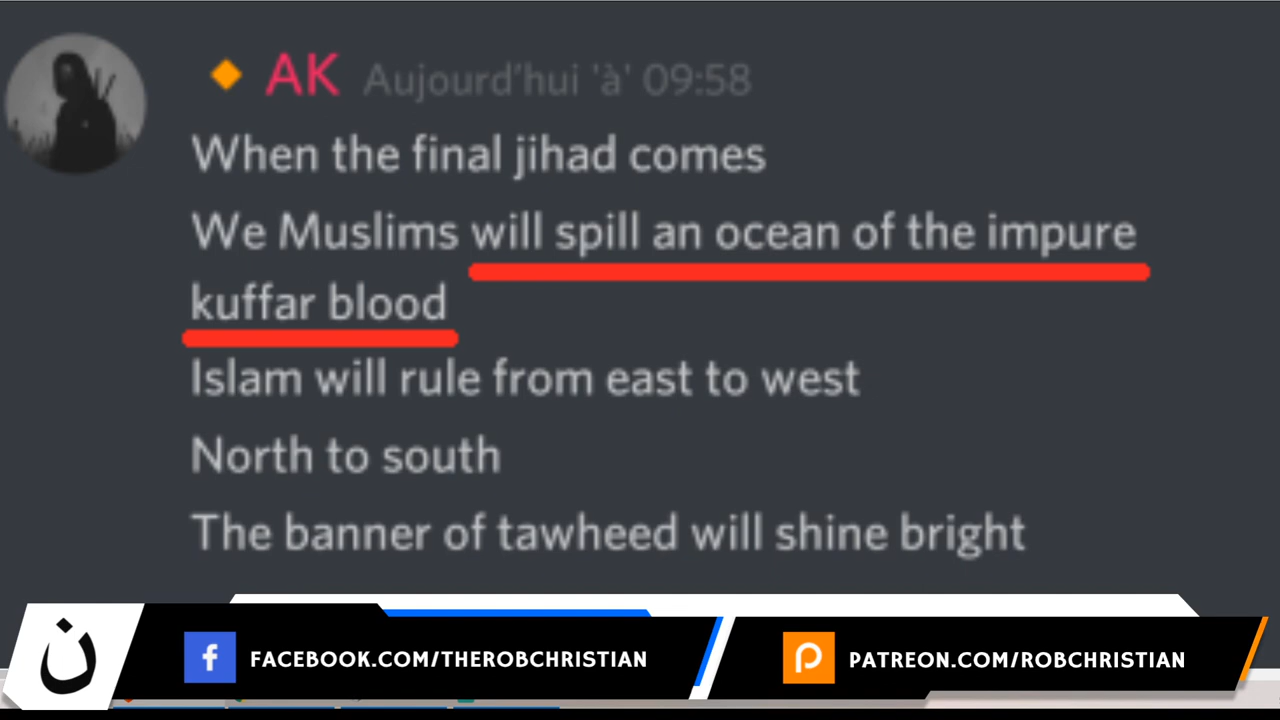 AK Aujourd'hui 'à' 09:58
When the final jihad comes
We Muslims will spill an ocean of the impure
kuffar blood
Islam will rule from east to west
North to south
The banner of tawheed will shine bright
ن
FACEBOOK.COM/THEROBCHRISTIAN
PATREON.COM/ROBCHRISTIAN